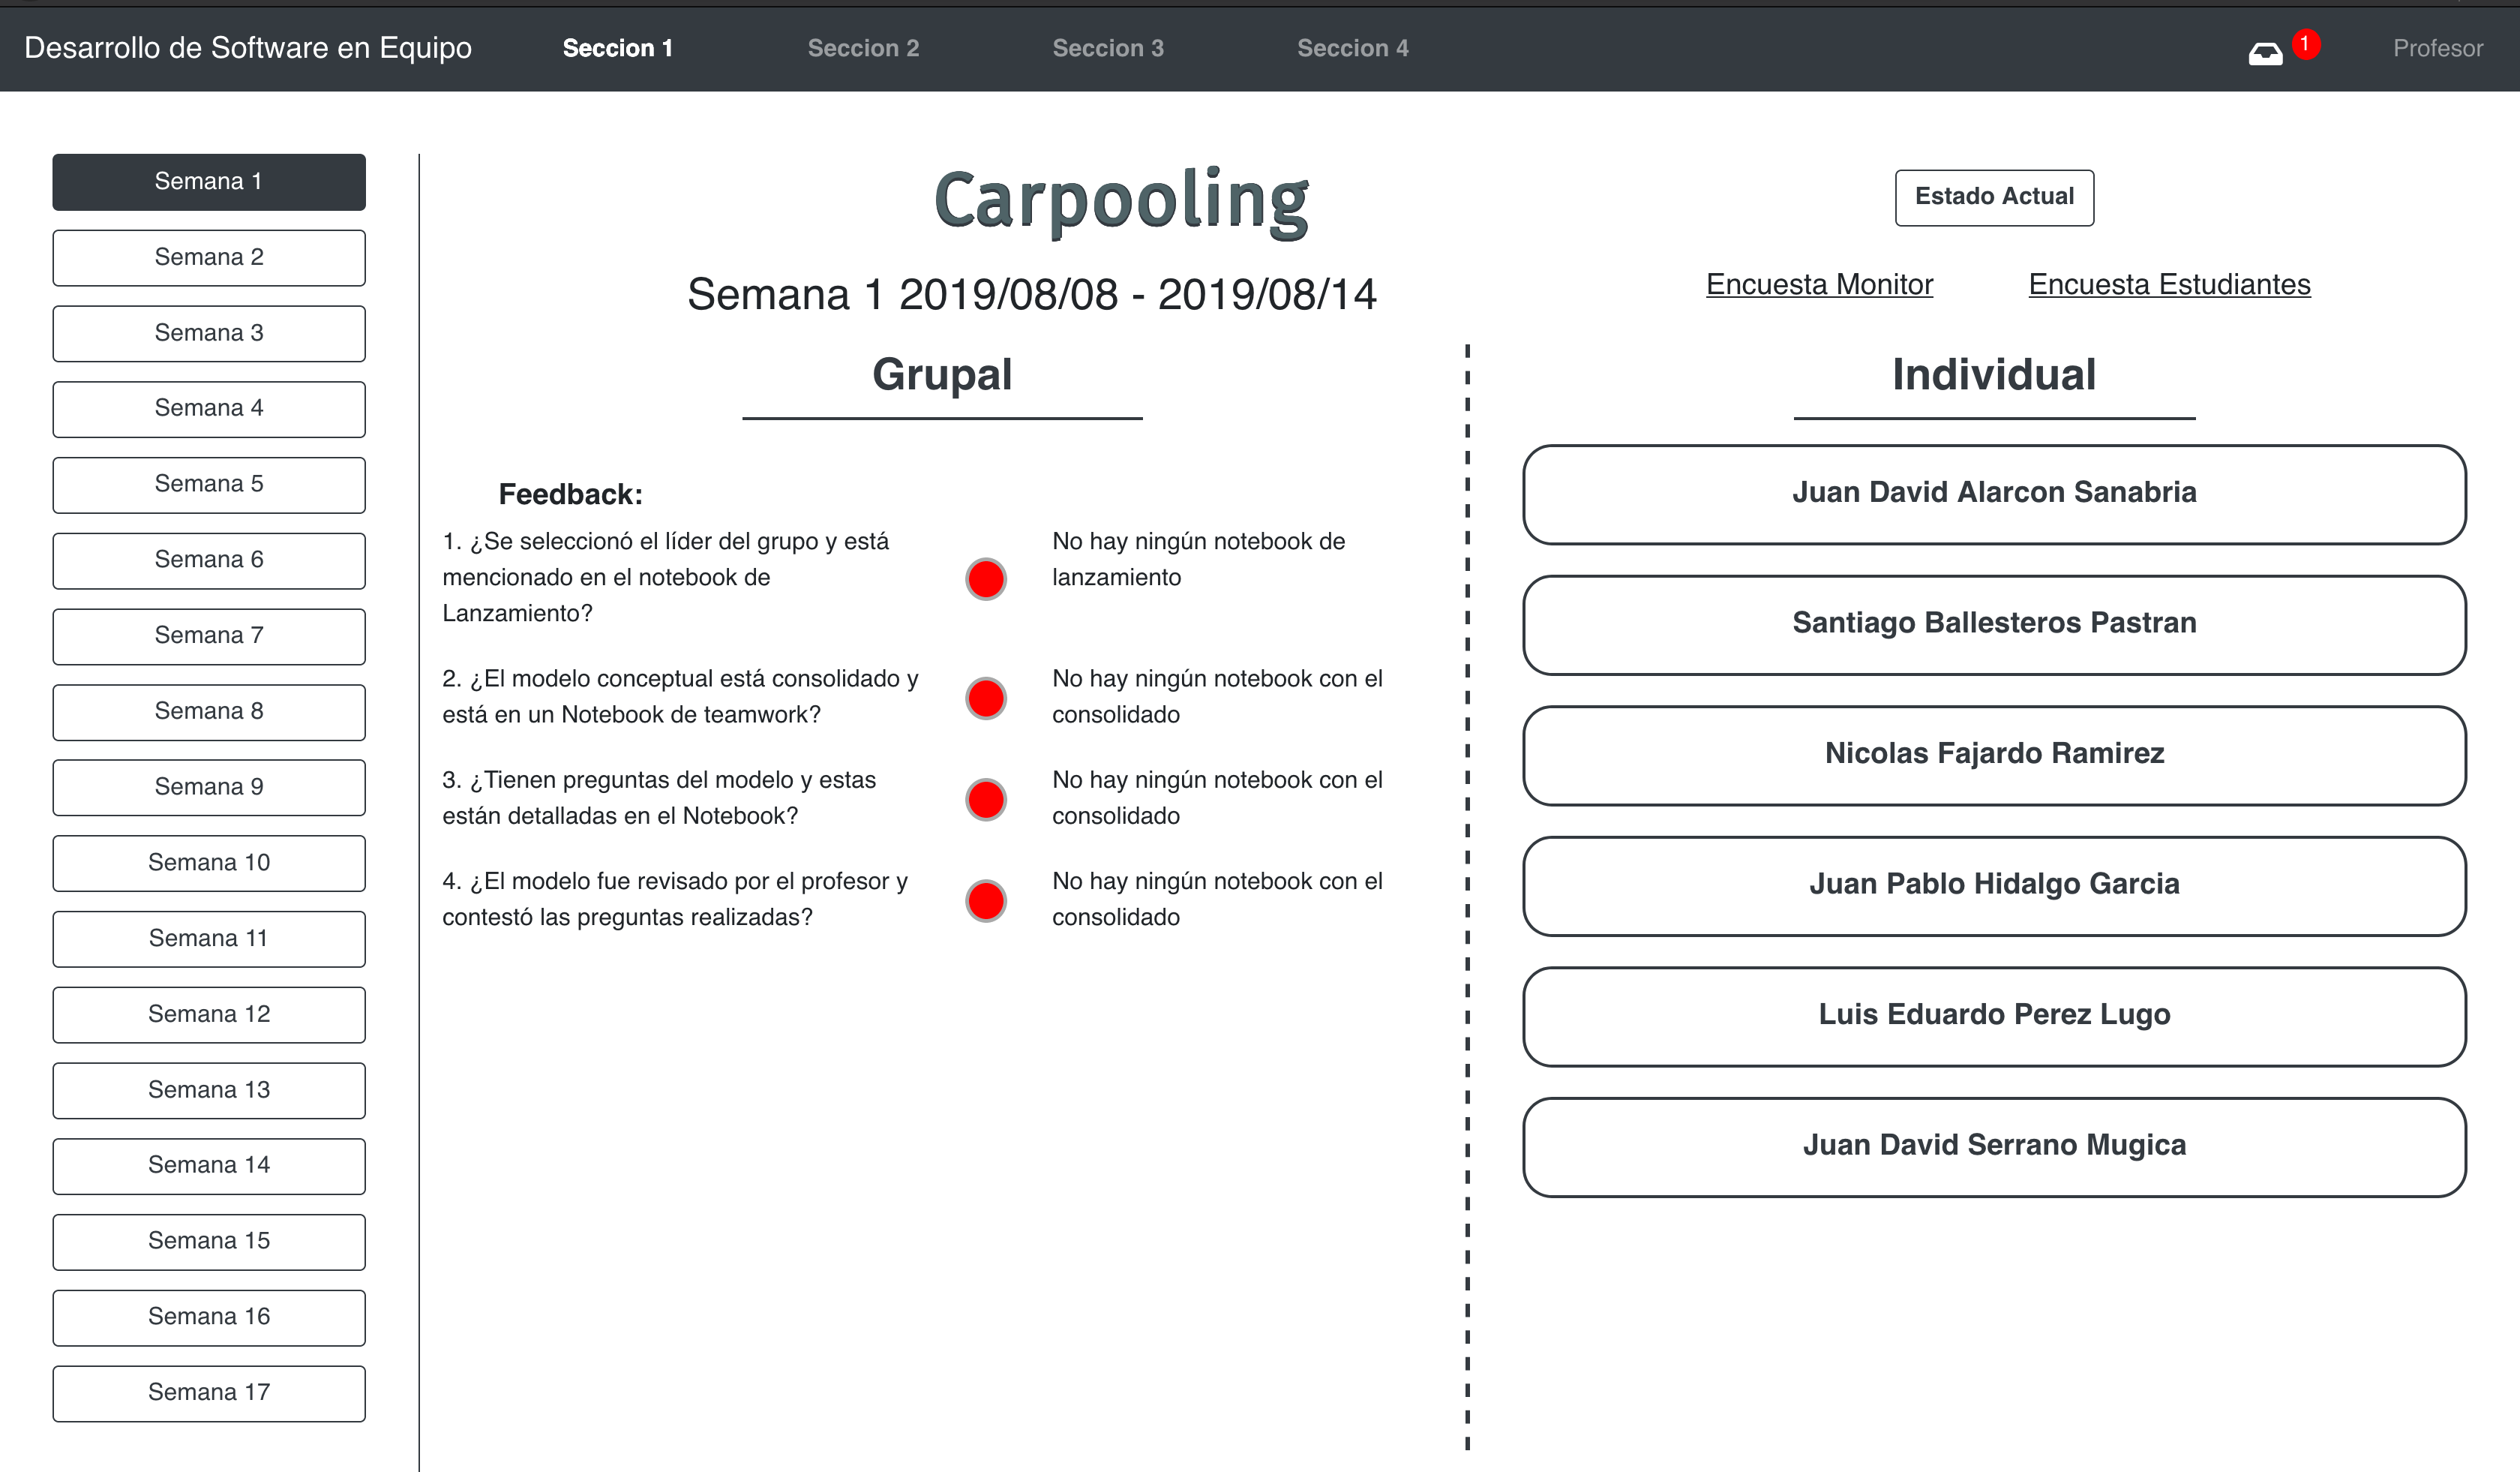 Desarrollo de Software en Equipo
Seccion 1
Seccion 2
Seccion 3
Seccion 4
1
Profesor
Semana 1
Semana 2
Semana 3
Semana 4
Semana 5
Semana 6
Semana 7
Semana 8
Semana 9
Semana 10
Semana 11
Semana 12
Semana 13
Semana 14
Semana 15
Semana 16
Semana 17
Carpooling
Semana 1 2019/08/08 - 2019/08/14
Estado Actual
Encuesta Monitor
Encuesta Estudiantes
Grupal
Feedback:
1. ¿Se seleccionó el líder del grupo y está
mencionado en el notebook de
Lanzamiento?
No hay ningún notebook de
lanzamiento
2. ¿El modelo conceptual está consolidado y
está en un Notebook de teamwork?
No hay ningún notebook con el
consolidado
3. ¿Tienen preguntas del modelo y estas
están detalladas en el Notebook?
No hay ningún notebook con el
consolidado
4. ¿El modelo fue revisado por el profesor y
contestó las preguntas realizadas?
No hay ningún notebook con el
consolidado
Individual
Juan David Alarcon Sanabria
Santiago Ballesteros Pastran
Nicolas Fajardo Ramirez
Juan Pablo Hidalgo Garcia
Luis Eduardo Perez Lugo
Juan David Serrano Mugica